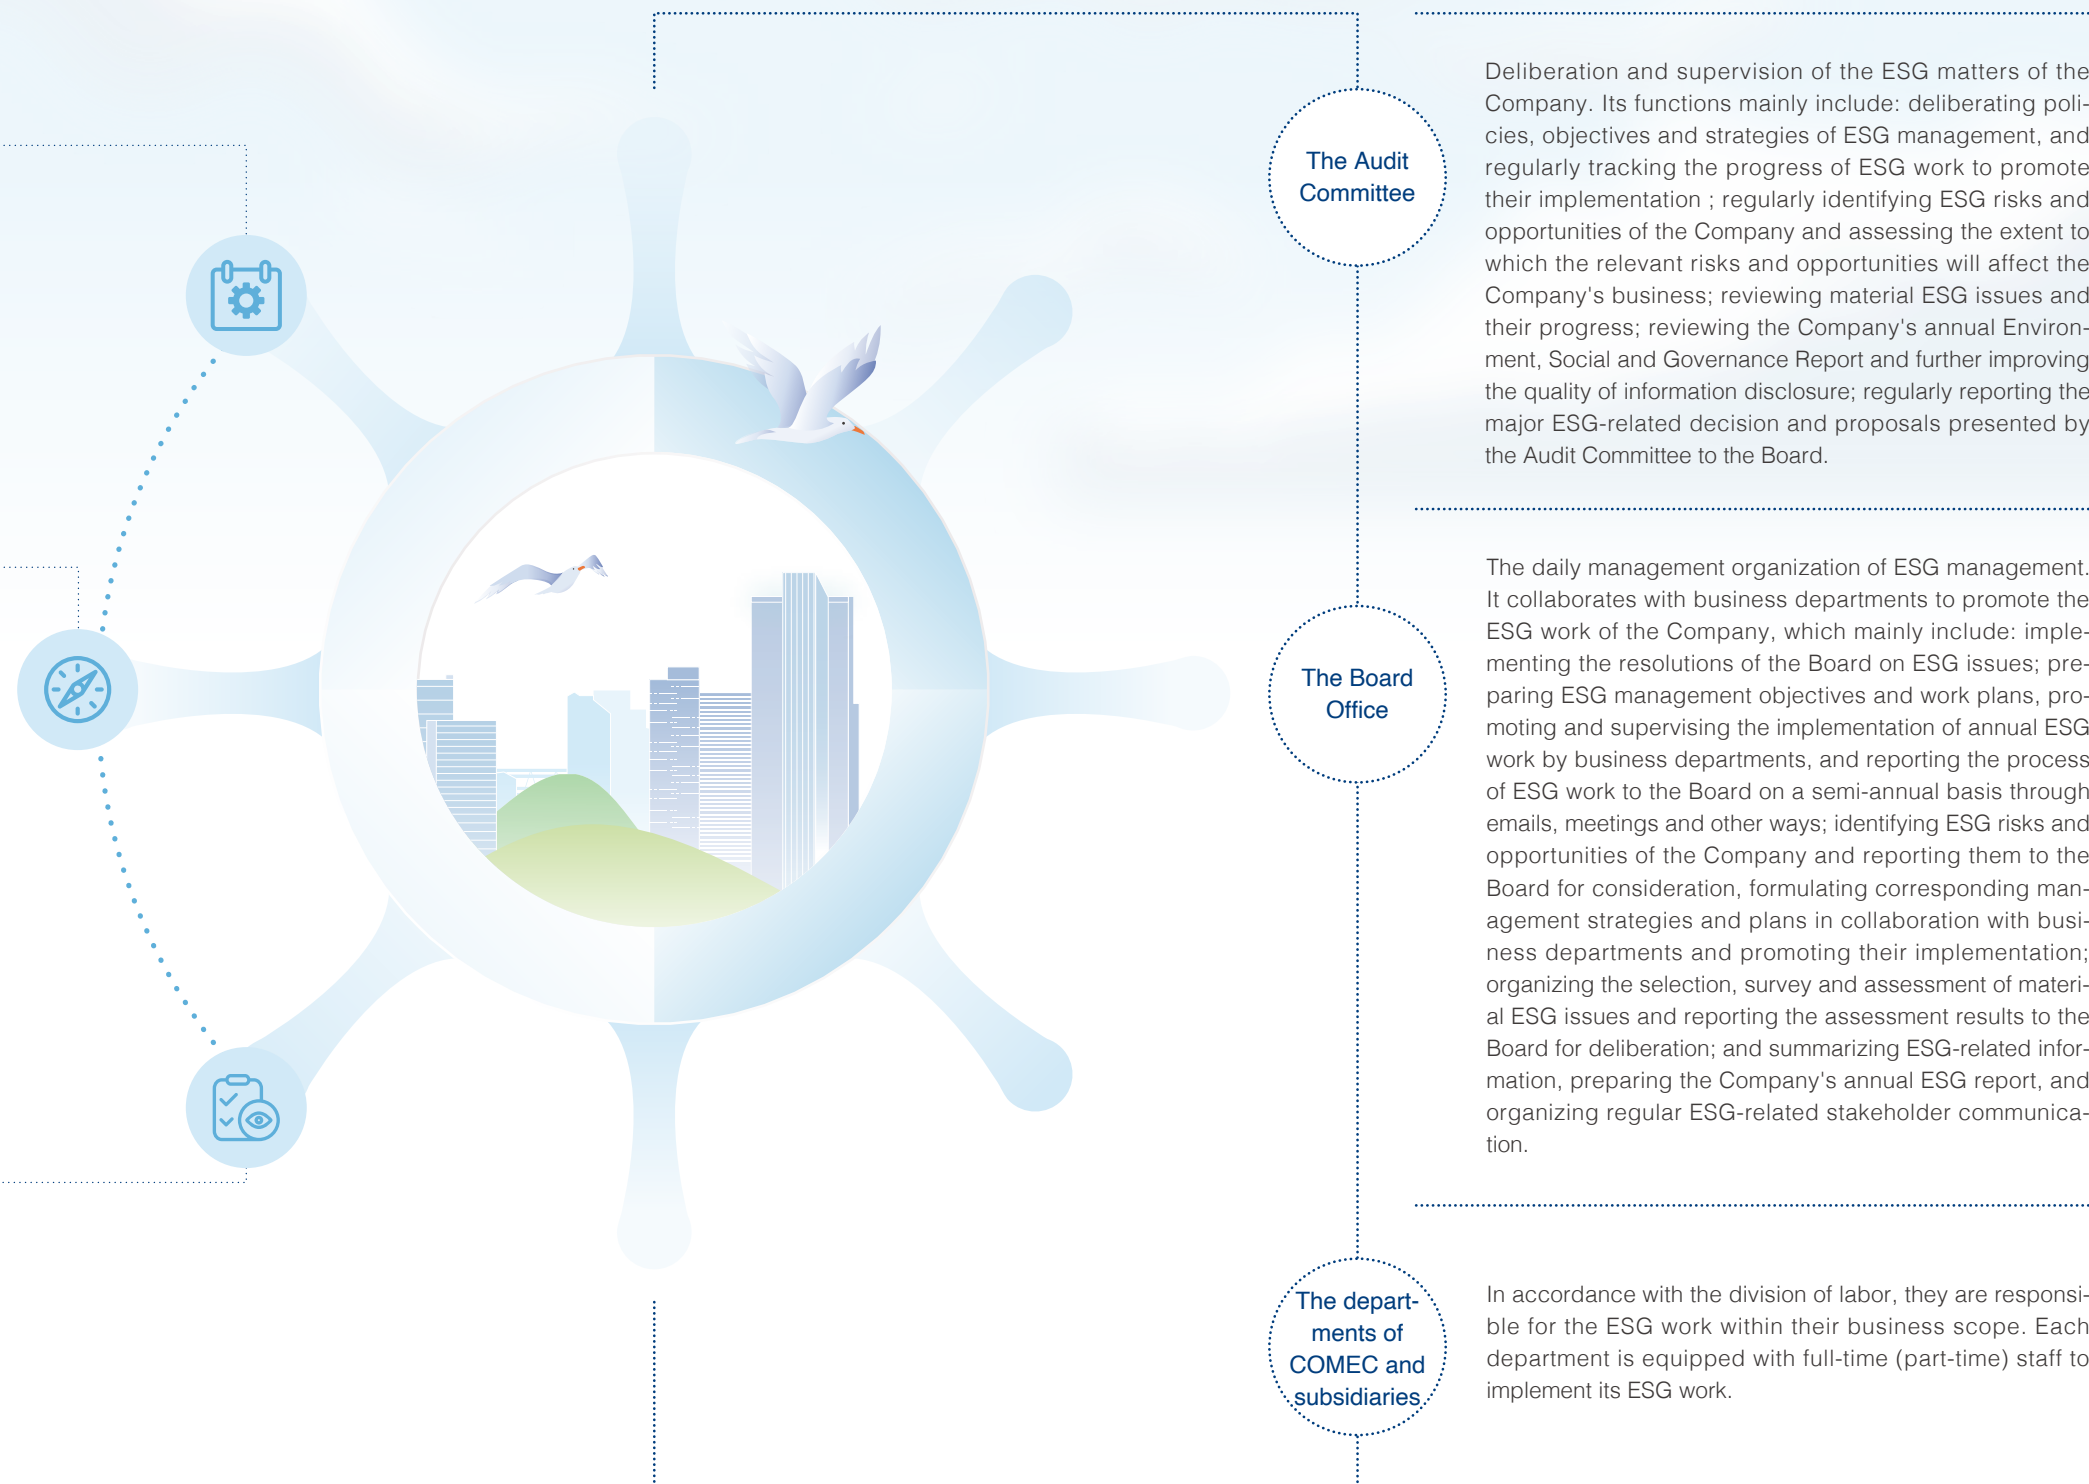 The Audit
Committee
Deliberation and supervision of the ESG matters of the
Company. Its functions mainly include: deliberating poli-
cies, objectives and strategies of ESG management, and
regularly tracking the progress of ESG work to promote
their implementation ; regularly identifying ESG risks and
opportunities of the Company and assessing the extent to
which the relevant risks and opportunities will affect the
Company's business; reviewing material ESG issues and
their progress; reviewing the Company's annual Environ-
ment, Social and Governance Report and further improving
the quality of information disclosure; regularly reporting the
major ESG-related decision and proposals presented by
the Audit Committee to the Board.
The Board
Office
The daily management organization of ESG management.
It collaborates with business departments to promote the
ESG work of the Company, which mainly include: imple-
menting the resolutions of the Board on ESG issues; pre-
paring ESG management objectives and work plans, pro-
moting and supervising the implementation of annual ESG
work by business departments, and reporting the process
of ESG work to the Board on a semi-annual basis through
emails, meetings and other ways; identifying ESG risks and
opportunities of the Company and reporting them to the
Board for consideration, formulating corresponding man-
agement strategies and plans in collaboration with busi-
ness departments and promoting their implementation;
organizing the selection, survey and assessment of materi-
al ESG issues and reporting the assessment results to the
Board for deliberation; and summarizing ESG-related infor-
mation, preparing the Company's annual ESG report, and
organizing regular ESG-related stakeholder communica-
tion.
The depart-
ments of
COMEC and
subsidiaries
In accordance with the division of labor, they are responsi-
ble for the ESG work within their business scope. Each
department is equipped with full-time (part-time) staff to
implement its ESG work.